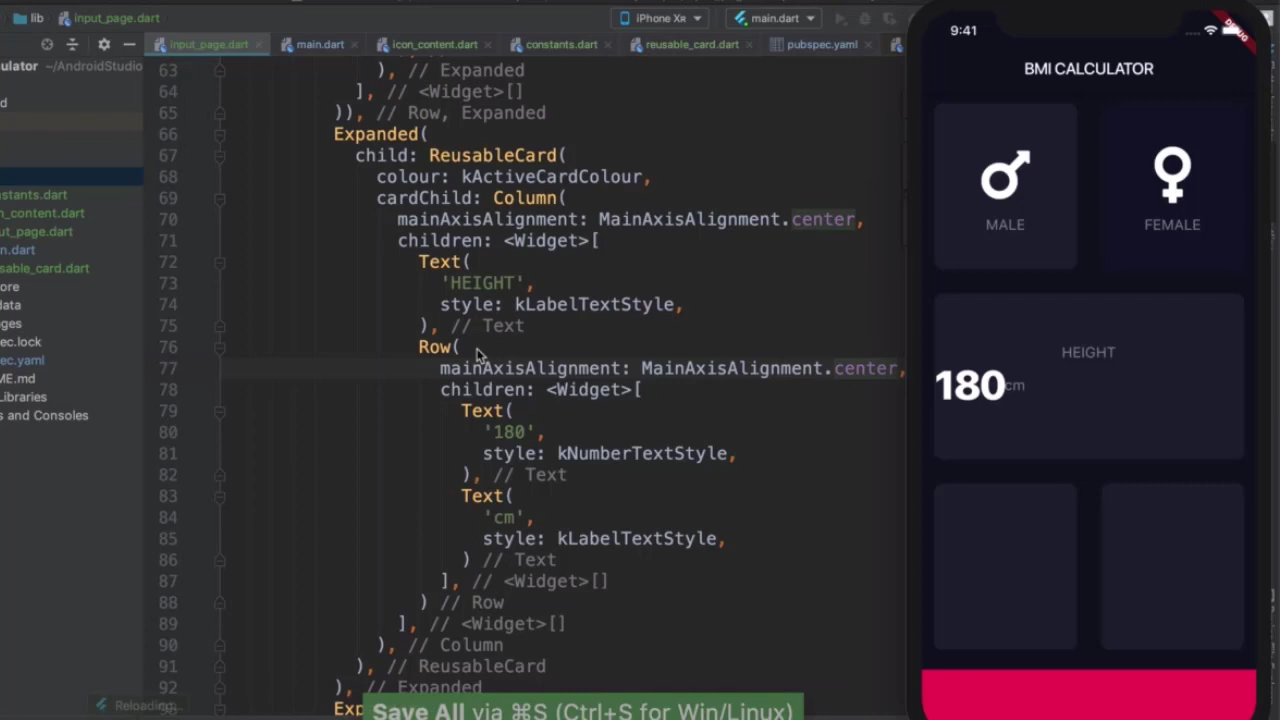 lib input_page.dart iPhone Xʀ main.dart 9:41
input_page.dart main.dart icon_content.dart constants.dart reusable_card.dart pubspec.yaml DEBUG
ulator ~/AndroidStudio
BMI CALCULATOR
63 ), // Expanded
64 ], // <Widget>[]
65 )), // Row, Expanded
66 Expanded(
67 child: ReusableCard(
68 colour: kActiveCardColour,
69 cardChild: Column(
70 mainAxisAlignment: MainAxisAlignment.center,
71 children: <Widget>[
72 Text(
73 'HEIGHT',
74 style: kLabelTextStyle,
75 ), // Text
76 Row(
77 mainAxisAlignment: MainAxisAlignment.center,
78 children: <Widget>[
79 Text(
80 '180',
81 style: kNumberTextStyle,
82 ), // Text
83 Text(
84 'cm',
85 style: kLabelTextStyle,
86 ) // Text
87 ], // <Widget>[]
88 ) // Row
89 ], // <Widget>[]
90 ), // Column
91 ), // ReusableCard
92 ), // Expanded
Exp
d
nstants.dart
n_content.dart
ut_page.dart
n.dart
sable_card.dart
ore
data
ges
ec.lock
ec.yaml
ME.md
Libraries
s and Consoles
Reloading...
Save All via ⌘S (Ctrl+S for Win/Linux)
MALE FEMALE
HEIGHT
180cm